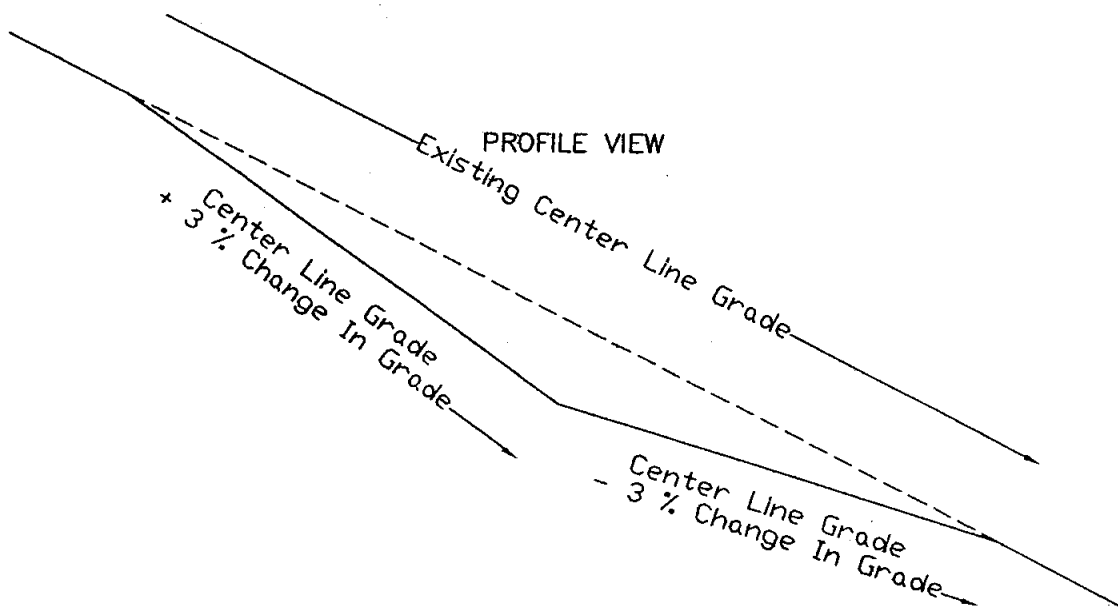 PROFILE VIEW
Existing Center Line Grade
Center Line Grade
+ 3 % Change In Grade
Center Line Grade
- 3 % Change In Grade